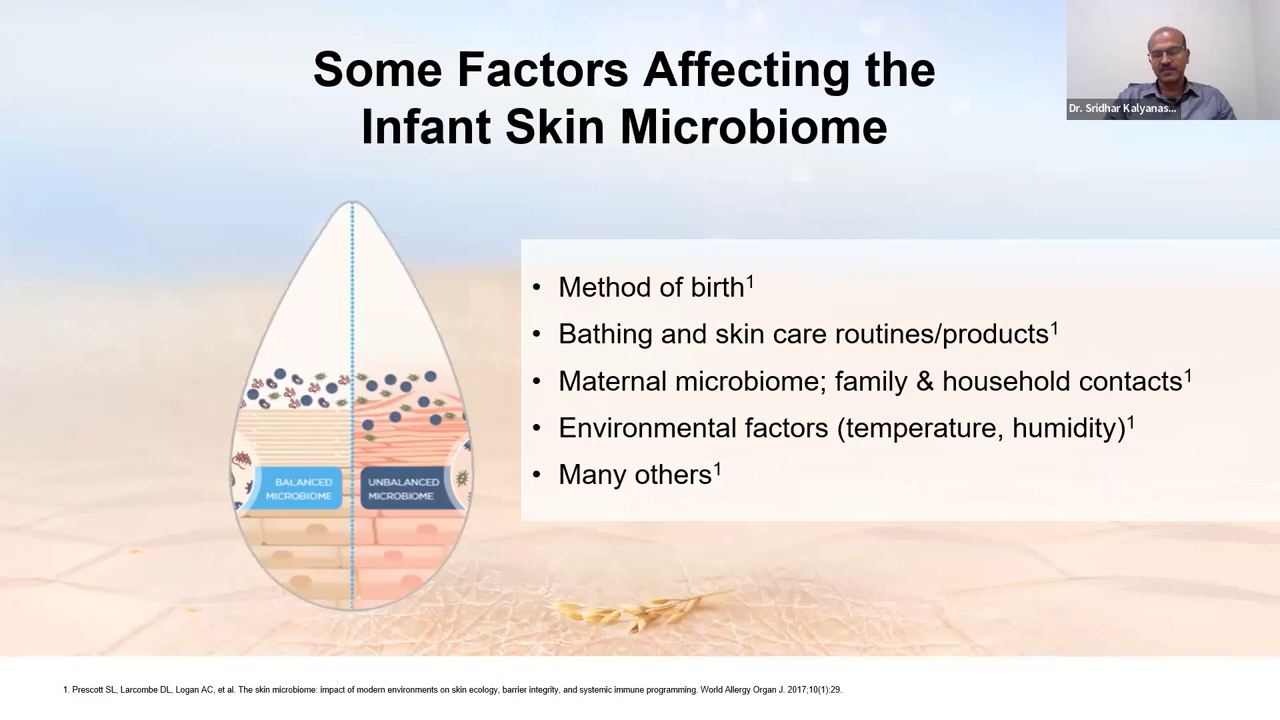 Some Factors Affecting the
Infant Skin Microbiome
Dr. Sridhar Kalyanas...
• Method of birth1
• Bathing and skin care routines/products1
• Maternal microbiome; family & household contacts1
• Environmental factors (temperature, humidity)1
• Many others1
BALANCED
MICROBIOME
UNBALANCED
MICROBIOME
1. Prescott SL, Larcombe DL, Logan AC, et al. The skin microbiome: impact of modern environments on skin ecology, barrier integrity, and systemic immune programming. World Allergy Organ J. 2017;10(1):29.